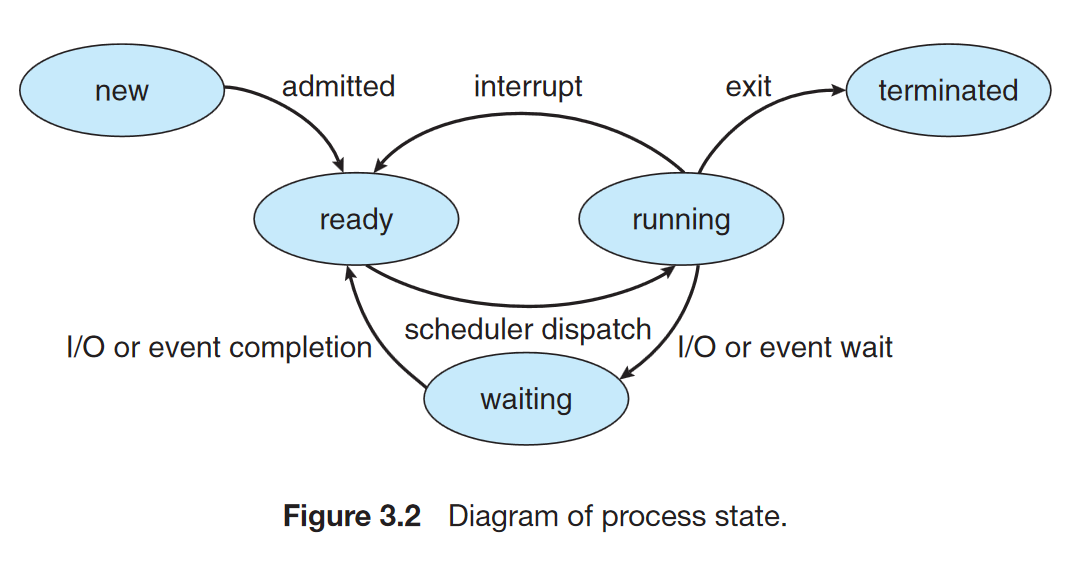 new
admitted
interrupt
exit
terminated
ready
running
scheduler dispatch
I/O or event completion
I/O or event wait
waiting
Figure 3.2 Diagram of process state.